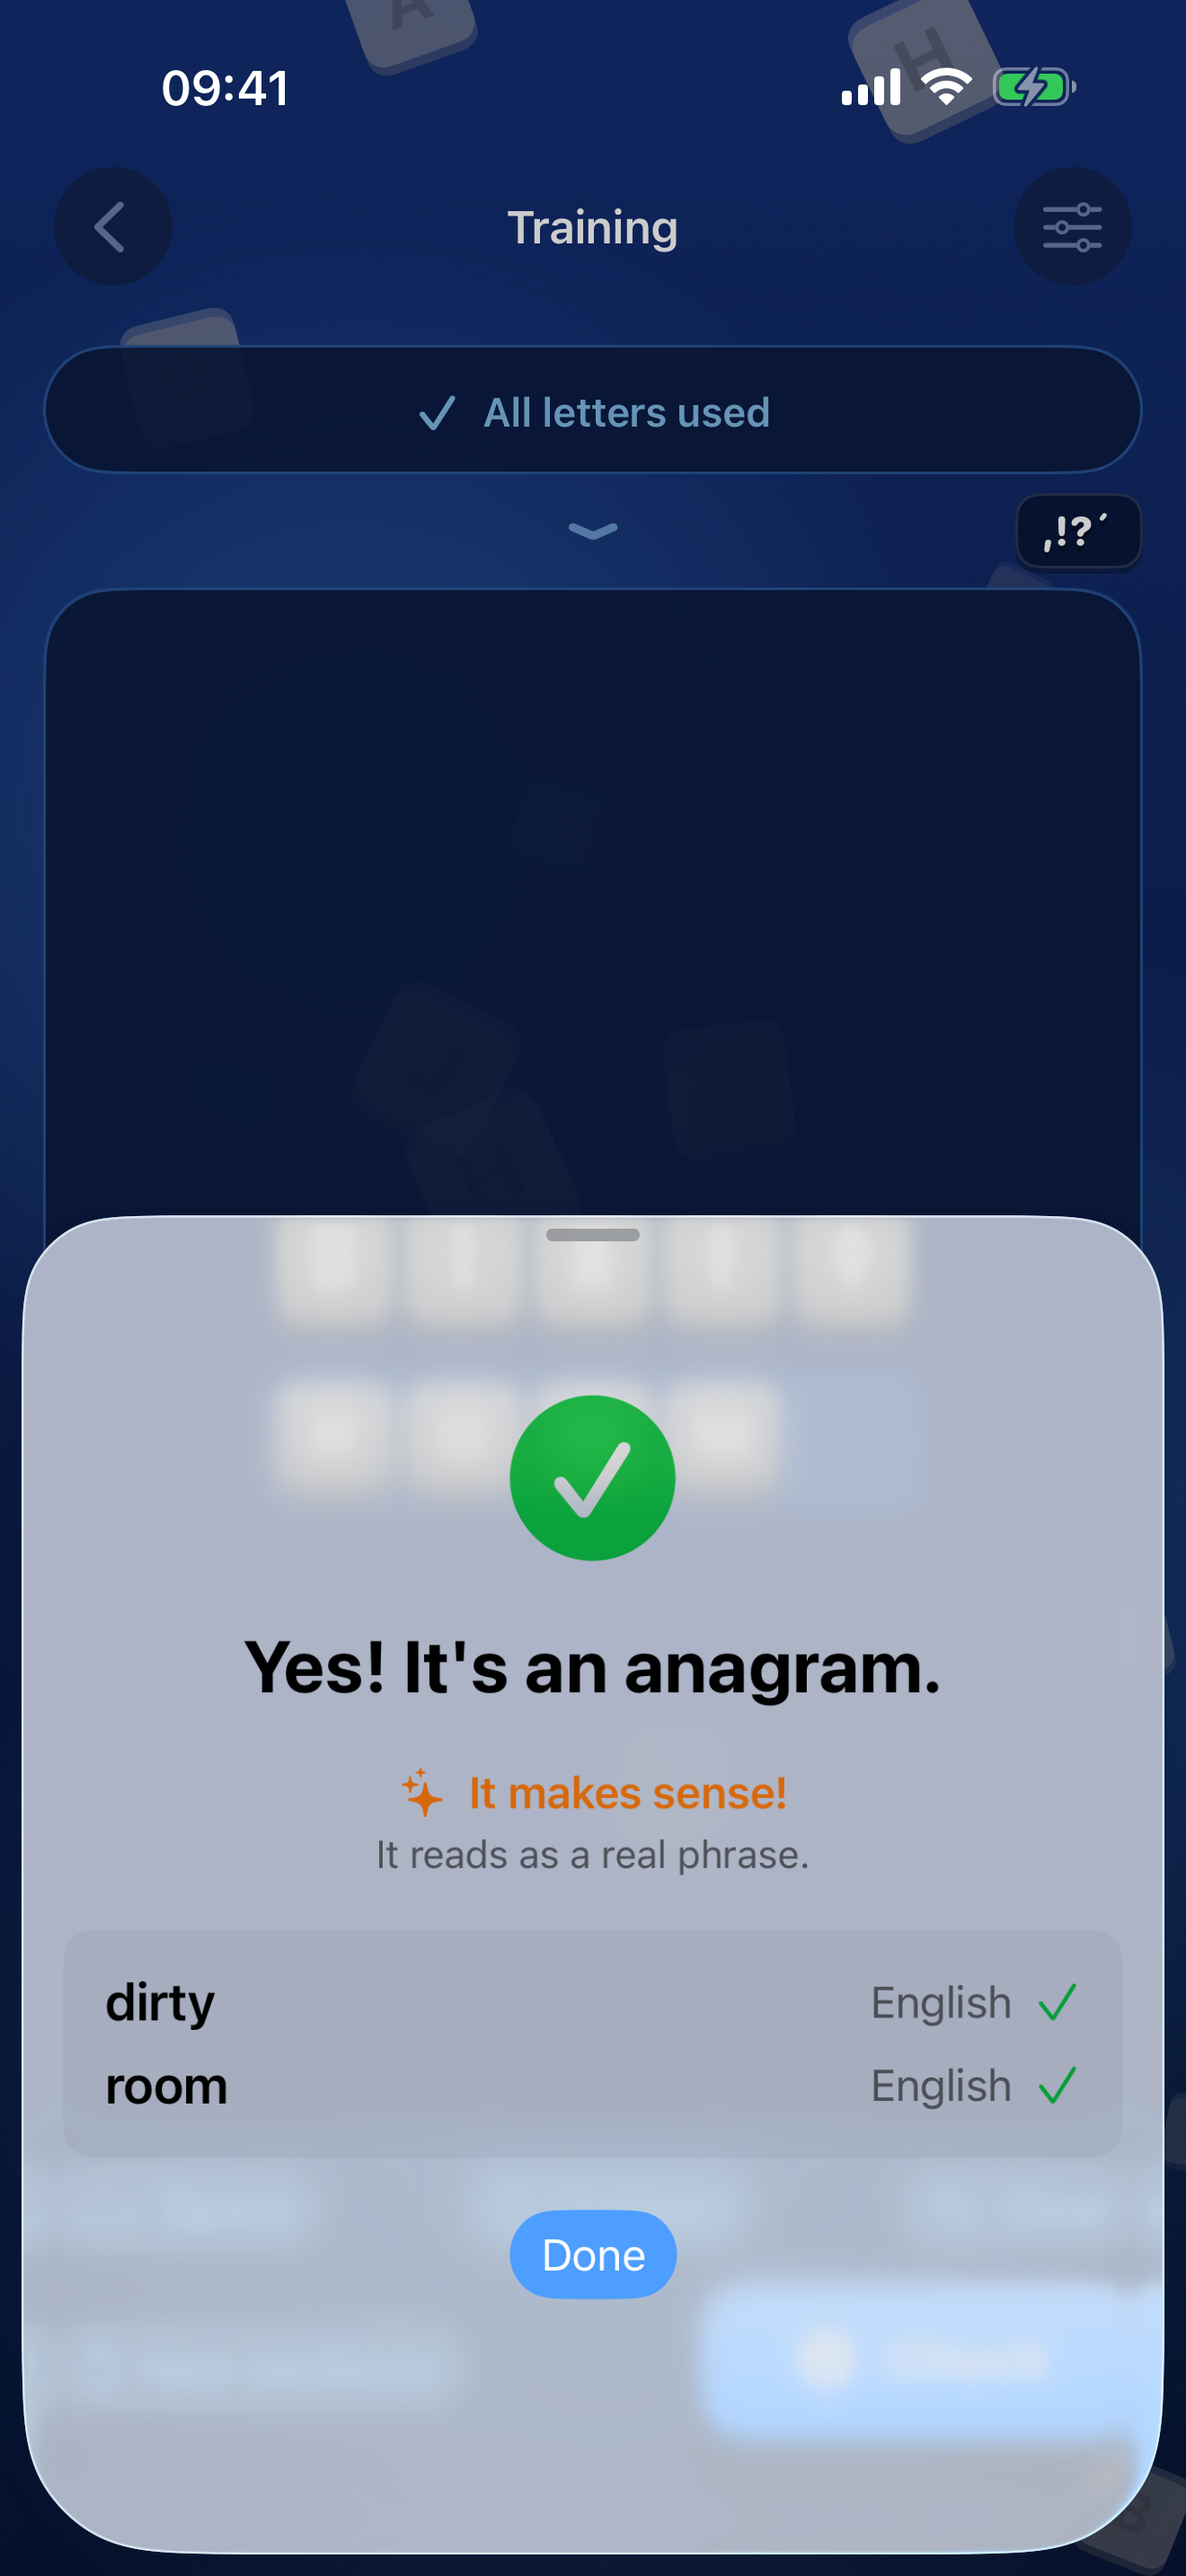 09:41
Training
All letters used
,!?´
Yes! It's an anagram.
It makes sense!
It reads as a real phrase.
dirty English
room English
Done